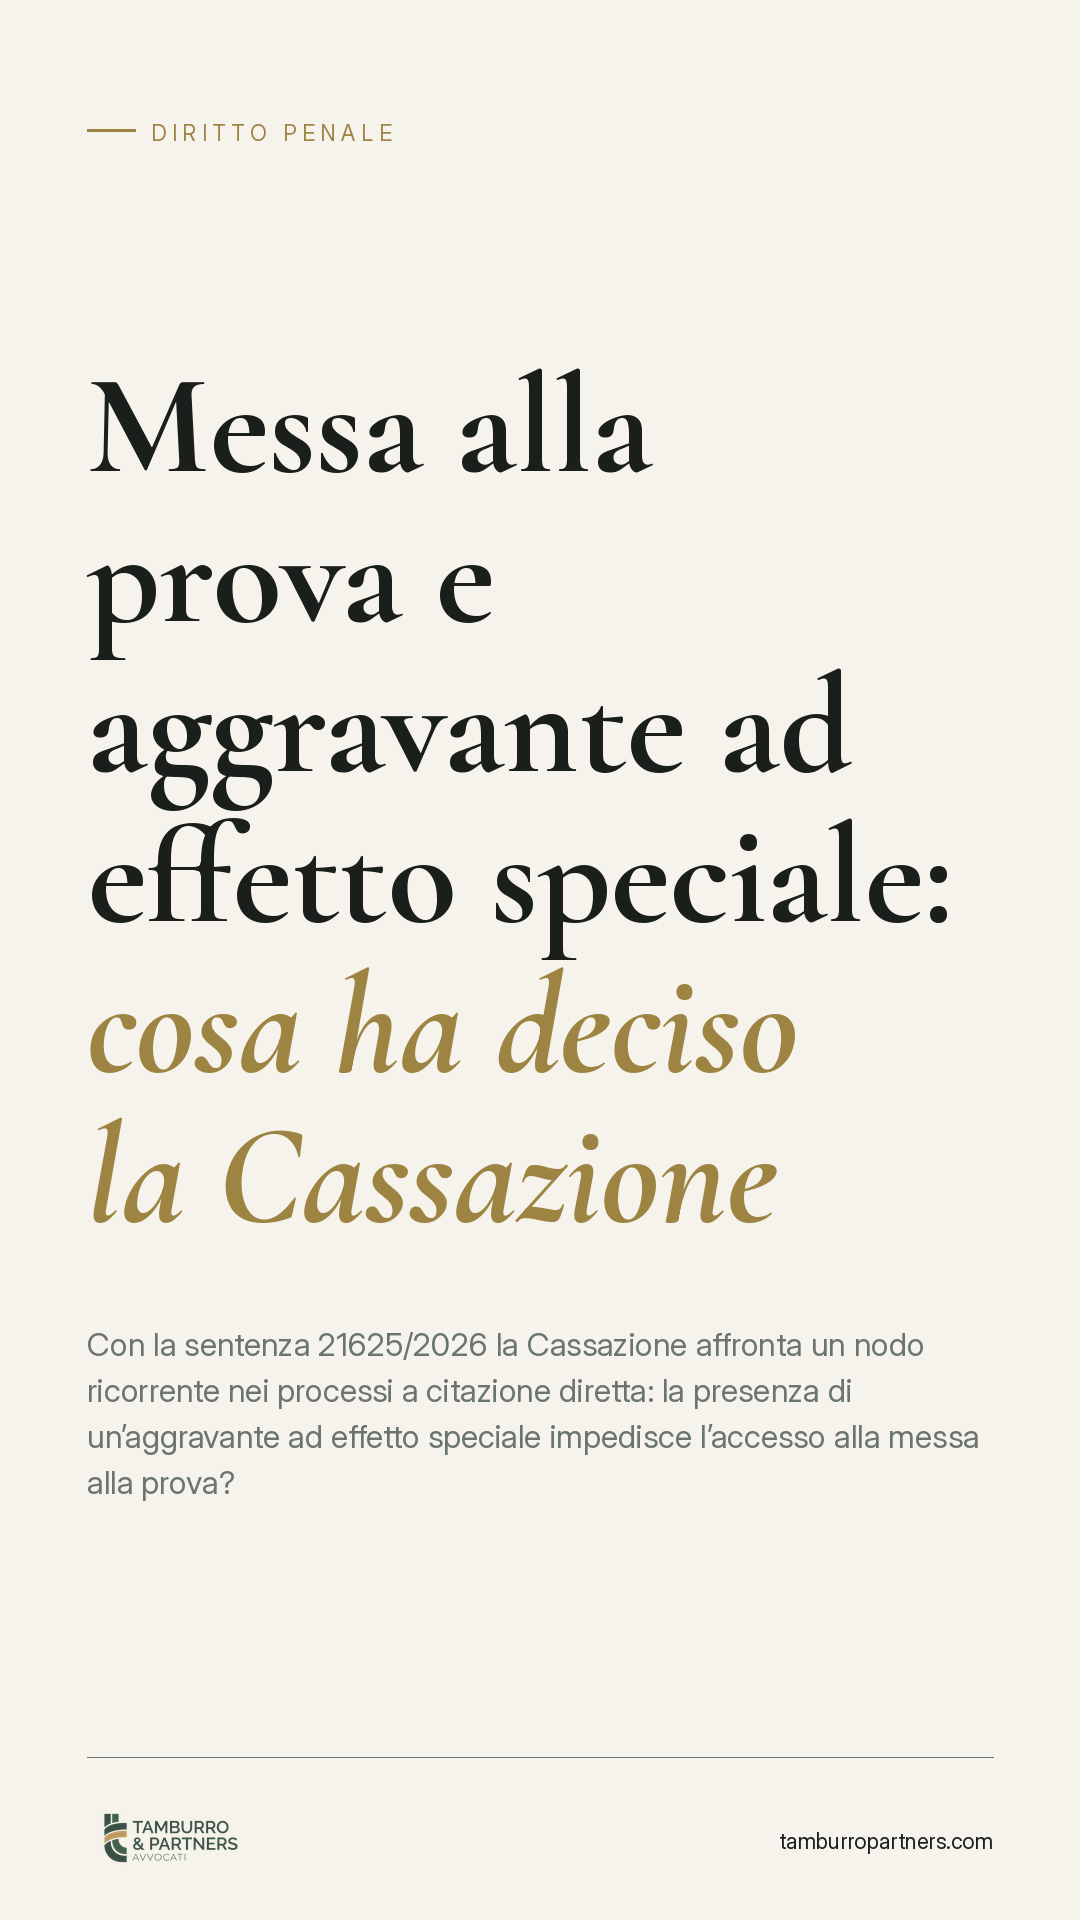 DIRITTO PENALE
Messa alla
prova e
aggravante ad
effetto speciale:
cosa ha deciso
la Cassazione
Con la sentenza 21625/2026 la Cassazione affronta un nodo
ricorrente nei processi a citazione diretta: la presenza di
un’aggravante ad effetto speciale impedisce l’accesso alla messa
alla prova?
TAMBURRO
& PARTNERS
AVVOCATI
tamburropartners.com